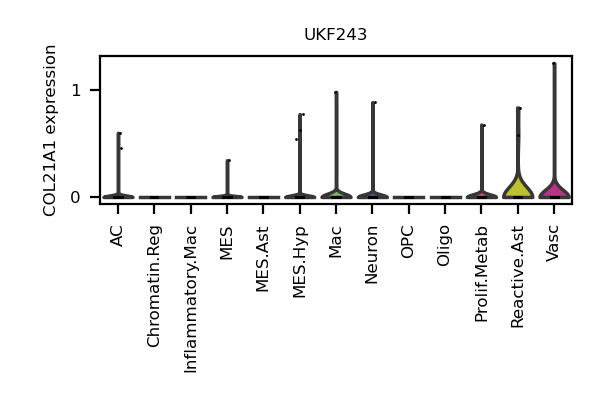 UKF243
COL21A1 expression
1
0
AC
Chromatin.Reg
Inflammatory.Mac
MES
MES.Ast
MES.Hyp
Mac
Neuron
OPC
Oligo
Prolif.Metab
Reactive.Ast
Vasc